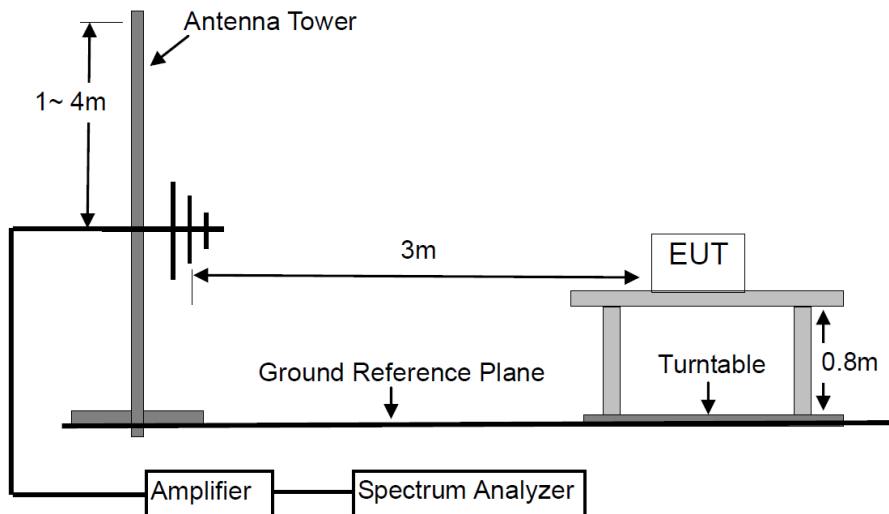 Antenna Tower
1~ 4m
3m
EUT
Ground Reference Plane
Turntable
0.8m
Amplifier
Spectrum Analyzer